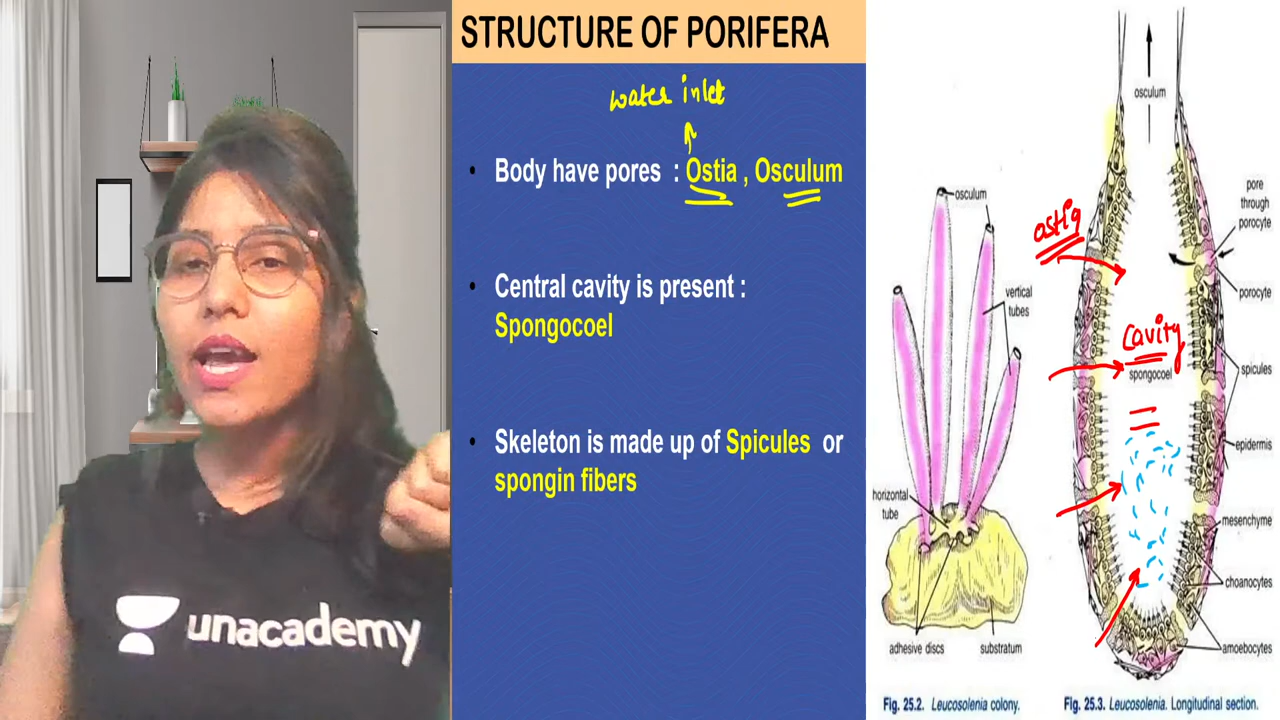 STRUCTURE OF PORIFERA
water inlet
• Body have pores : Ostia , Osculum
• Central cavity is present :
Spongocoel
• Skeleton is made up of Spicules or
spongin fibers
unacademy
osculum
vertical
tubes
horizontal
tube
adhesive discs
substratum
Fig. 25.2. Leucosolenia colony.
osculum
pore
through
porocyte
ostia
porocyte
cavity
spongocoel
spicules
epidermis
mesenchyme
choanocytes
amoebocytes
Fig. 25.3. Leucosolenia. Longitudinal section.